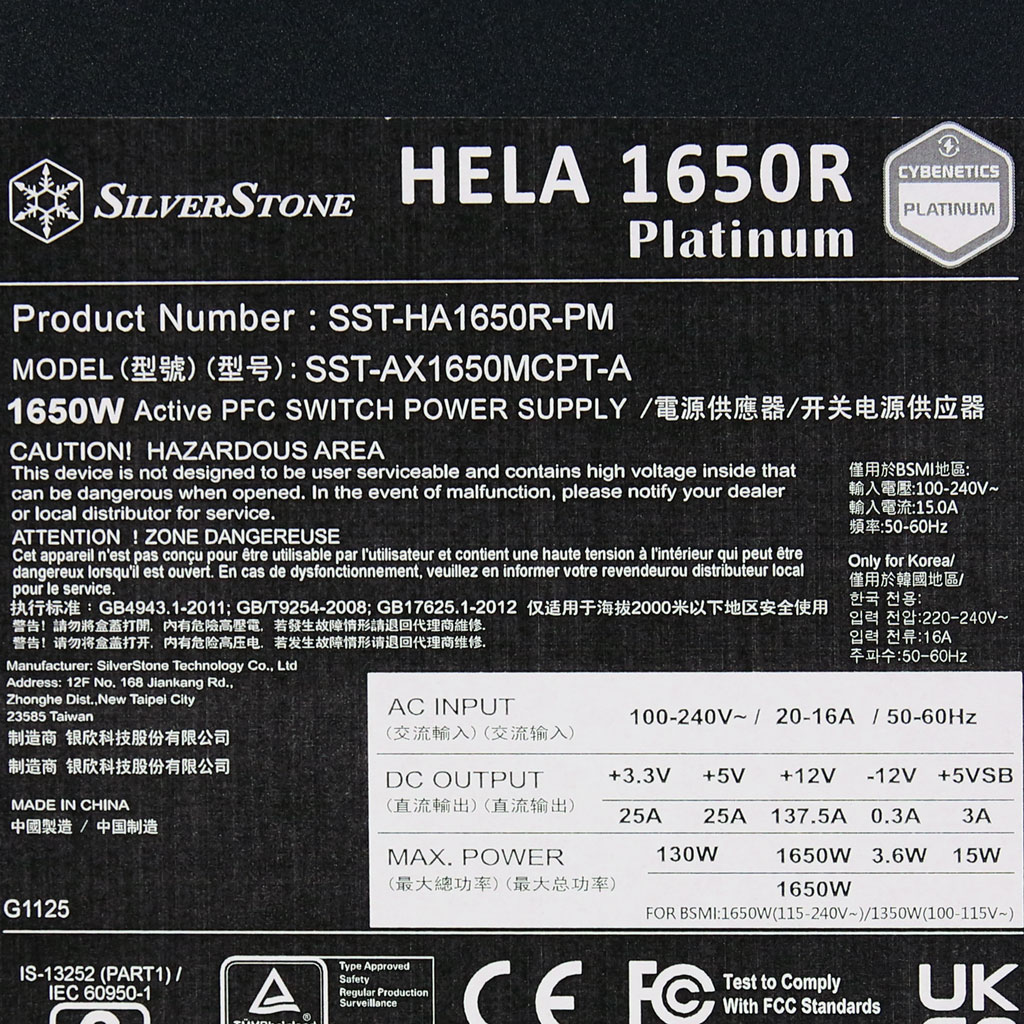 SILVERSTONE
HELA 1650R
Platinum
CYBENETICS
PLATINUM
Product Number : SST-HA1650R-PM
MODEL (型號) (型号) : SST-AX1650MCPT-A
1650W Active PFC SWITCH POWER SUPPLY /電源供應器/开关电源供应器
CAUTION! HAZARDOUS AREA
This device is not designed to be user serviceable and contains high voltage inside that
can be dangerous when opened. In the event of malfunction, please notify your dealer
or local distributor for service.
ATTENTION ! ZONE DANGEREUSE
Cet appareil n'est pas conçu pour être utilisable par l'utilisateur et contient une haute tension à l'intérieur qui peut être
dangereux lorsqu'il est ouvert. En cas de dysfonctionnement, veuillez en informer votre revendeurou distributeur local
pour le service.
执行标准：GB4943.1-2011; GB/T9254-2008; GB17625.1-2012 仅适用于海拔2000米以下地区安全使用
警告! 請勿將盒蓋打開, 内有危險高壓電, 若發生故障情形請退回代理商維修.
警告! 请勿将盒盖打开, 内有危险高压电, 若发生故障情形请退回代理商维修.
僅用於BSMI地區:
輸入電壓:100-240V~
輸入電流:15.0A
頻率:50-60Hz
Only for Korea/
僅用於韓國地區/
한국 전용:
입력 전압:220-240V~
입력 전류:16A
주파수:50-60Hz
Manufacturer: SilverStone Technology Co., Ltd
Address: 12F No. 168 Jiankang Rd.,
Zhonghe Dist.,New Taipei City
23585 Taiwan
制造商 银欣科技股份有限公司
制造商 银欣科技股份有限公司
MADE IN CHINA
中國製造 / 中国制造
G1125
AC INPUT 100-240V~ / 20-16A / 50-60Hz
(交流輸入) (交流输入)
DC OUTPUT +3.3V +5V +12V -12V +5VSB
(直流輸出) (直流输出) 25A 25A 137.5A 0.3A 3A
MAX. POWER 130W 1650W 3.6W 15W
(最大總功率) (最大总功率) 1650W
FOR BSMI:1650W(115-240V~)/1350W(100-115V~)
IS-13252 (PART1) /
IEC 60950-1
Type Approved
Safety
Regular Production
Surveillance
CE
FC
Test to Comply
With FCC Standards
UK